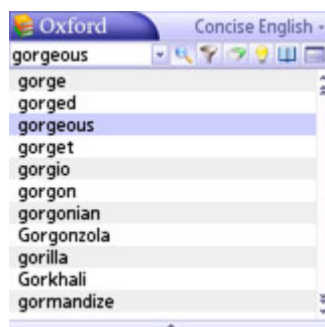 Oxford Concise English
gorgeous
gorge
gorged
gorgeous
gorget
gorgio
gorgon
gorgonian
Gorgonzola
gorilla
Gorkhali
gormandize